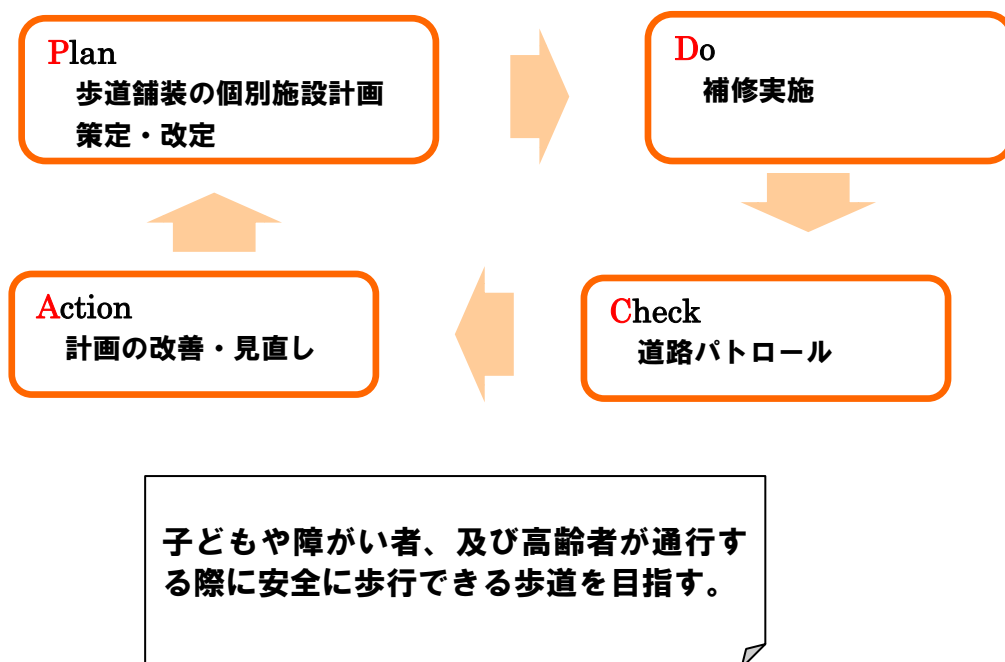 Plan
歩道舗装の個別施設計画
策定・改定
Do
補修実施
Check
道路パトロール
Action
計画の改善・見直し
子どもや障がい者、及び高齢者が通行す
る際に安全に歩行できる歩道を目指す。